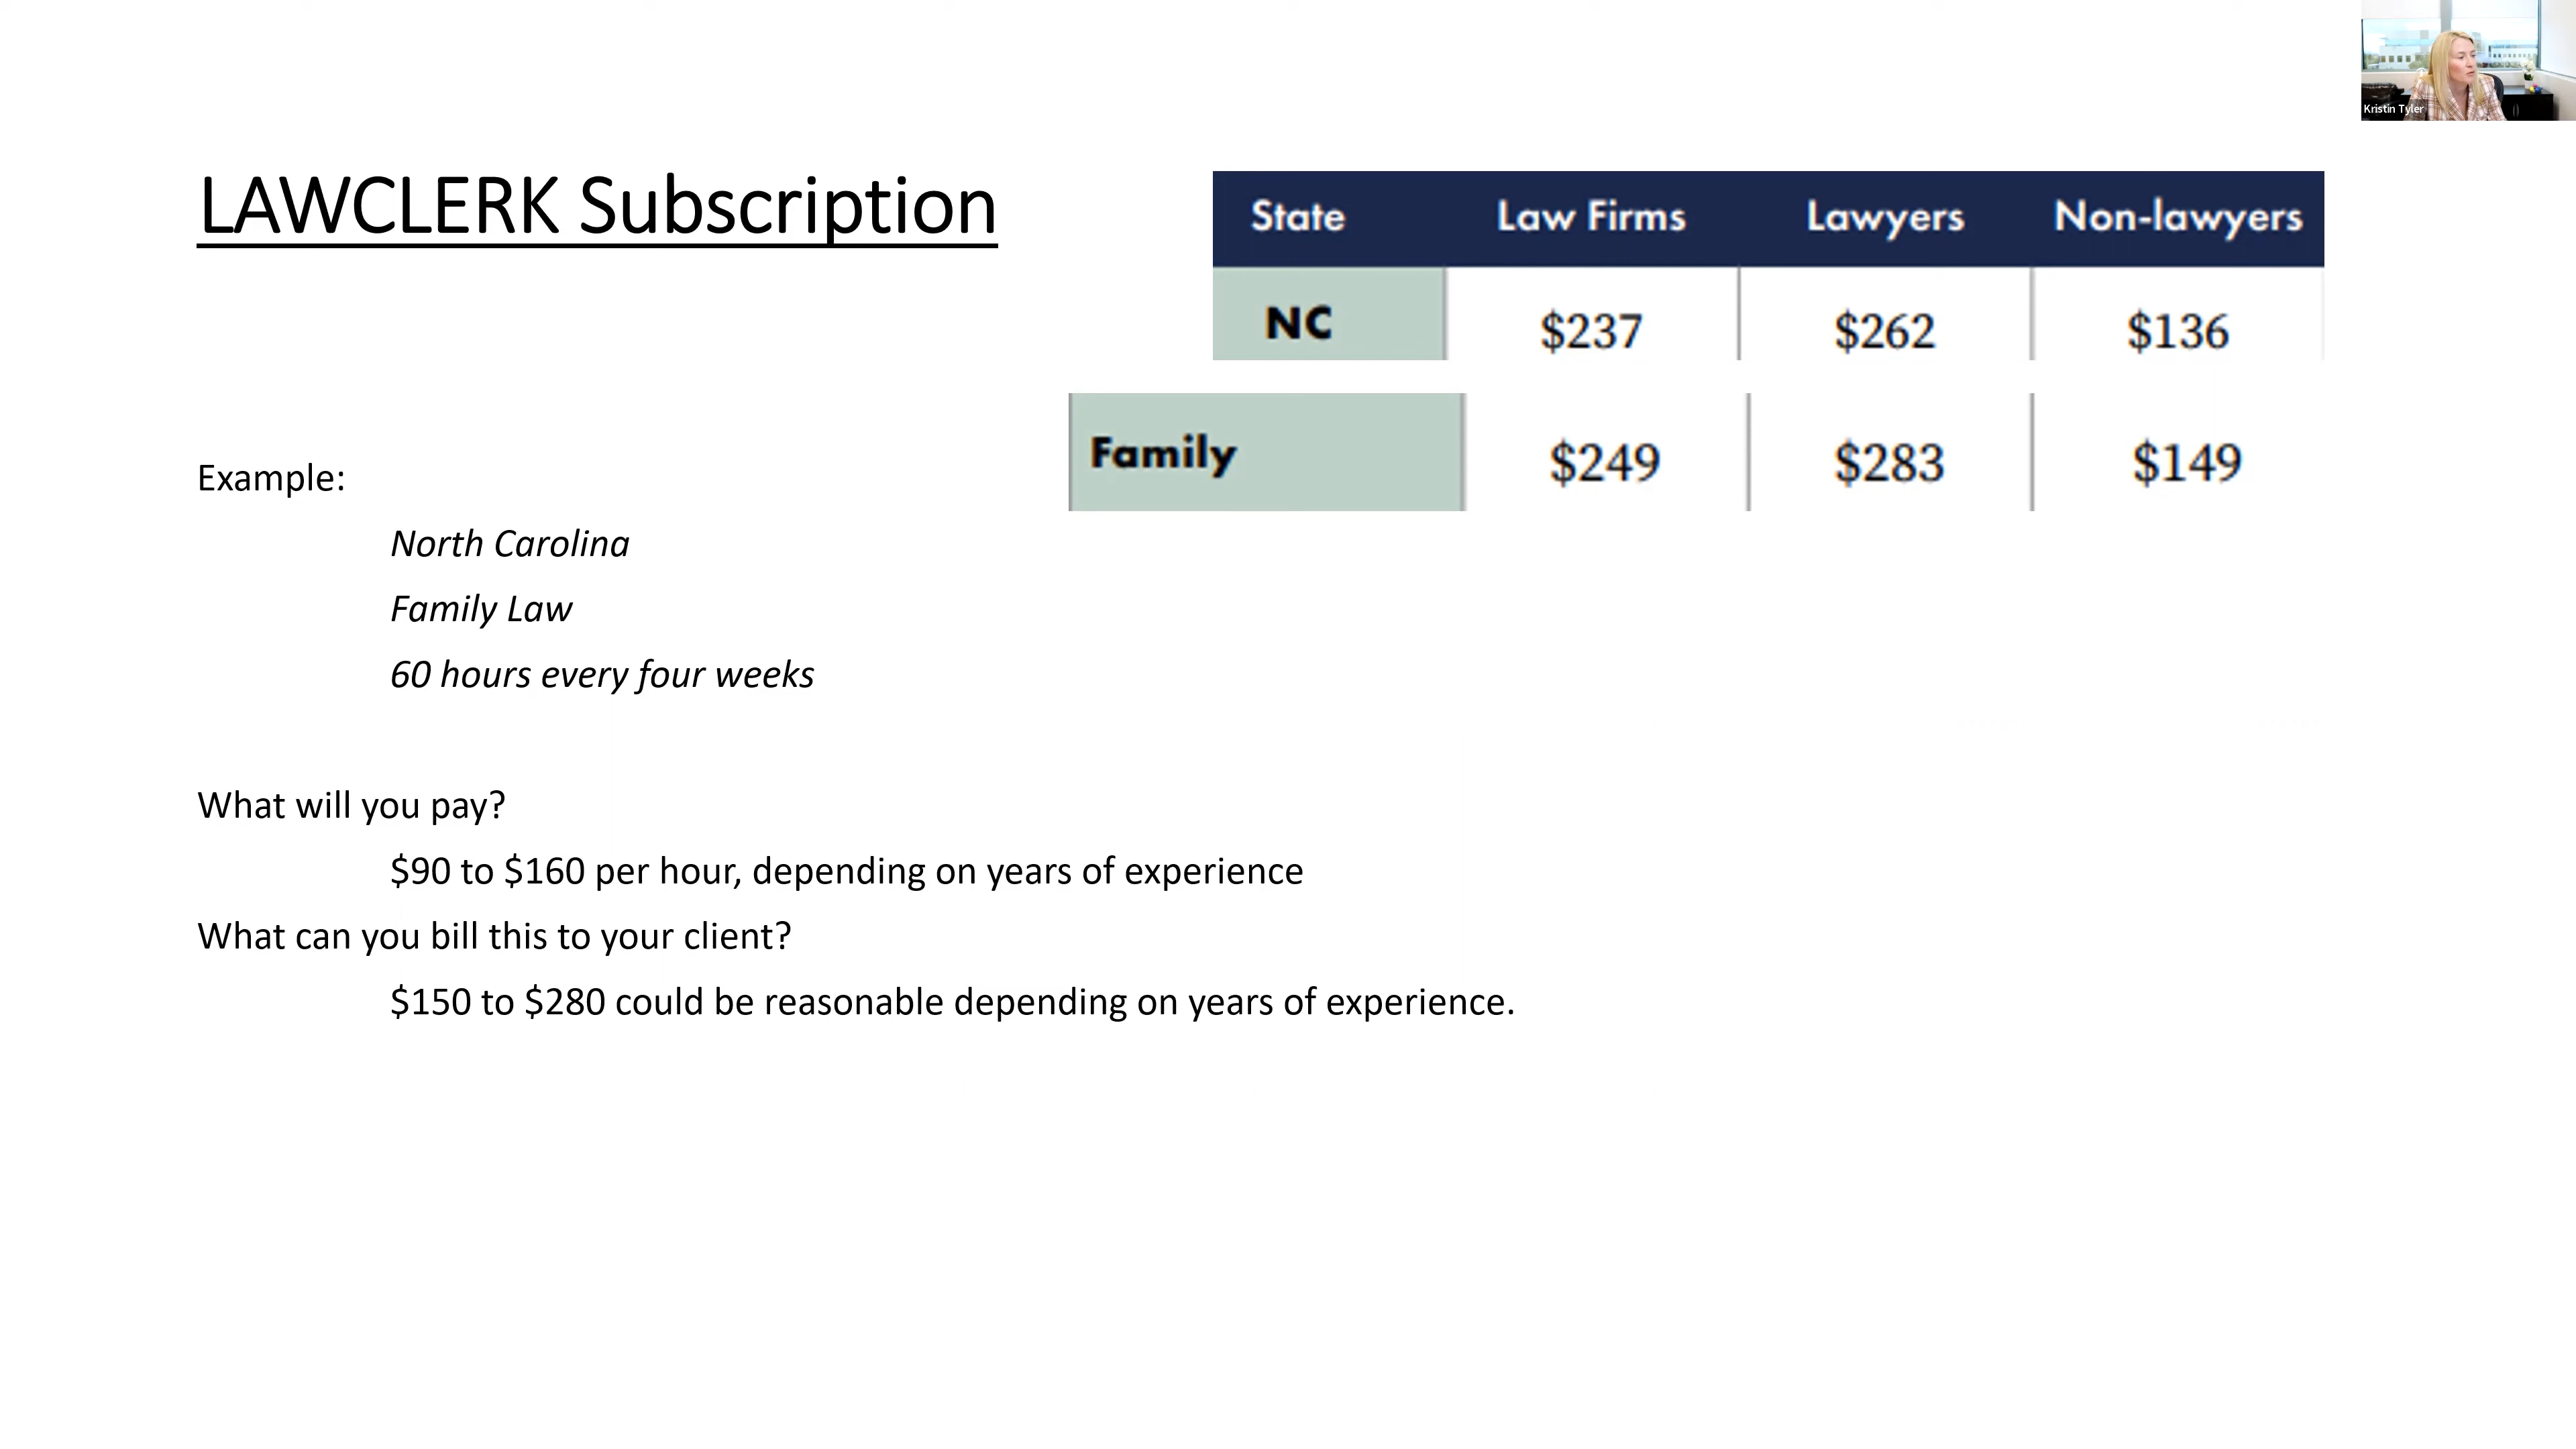 Kristin Tyler
LAWCLERK Subscription
State Law Firms Lawyers Non-lawyers
NC $237 $262 $136
Family $249 $283 $149
Example:
North Carolina
Family Law
60 hours every four weeks
What will you pay?
$90 to $160 per hour, depending on years of experience
What can you bill this to your client?
$150 to $280 could be reasonable depending on years of experience.